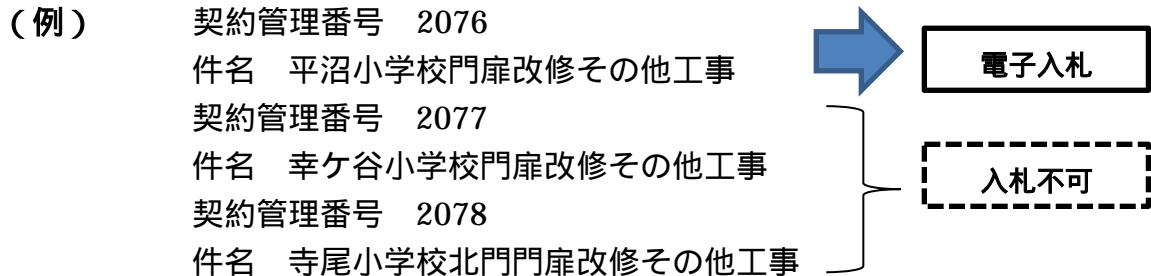 （例）　契約管理番号　2076
件名　平沼小学校門扉改修その他工事
電子入札
契約管理番号　2077
件名　幸ケ谷小学校門扉改修その他工事
入札不可
契約管理番号　2078
件名　寺尾小学校北門門扉改修その他工事